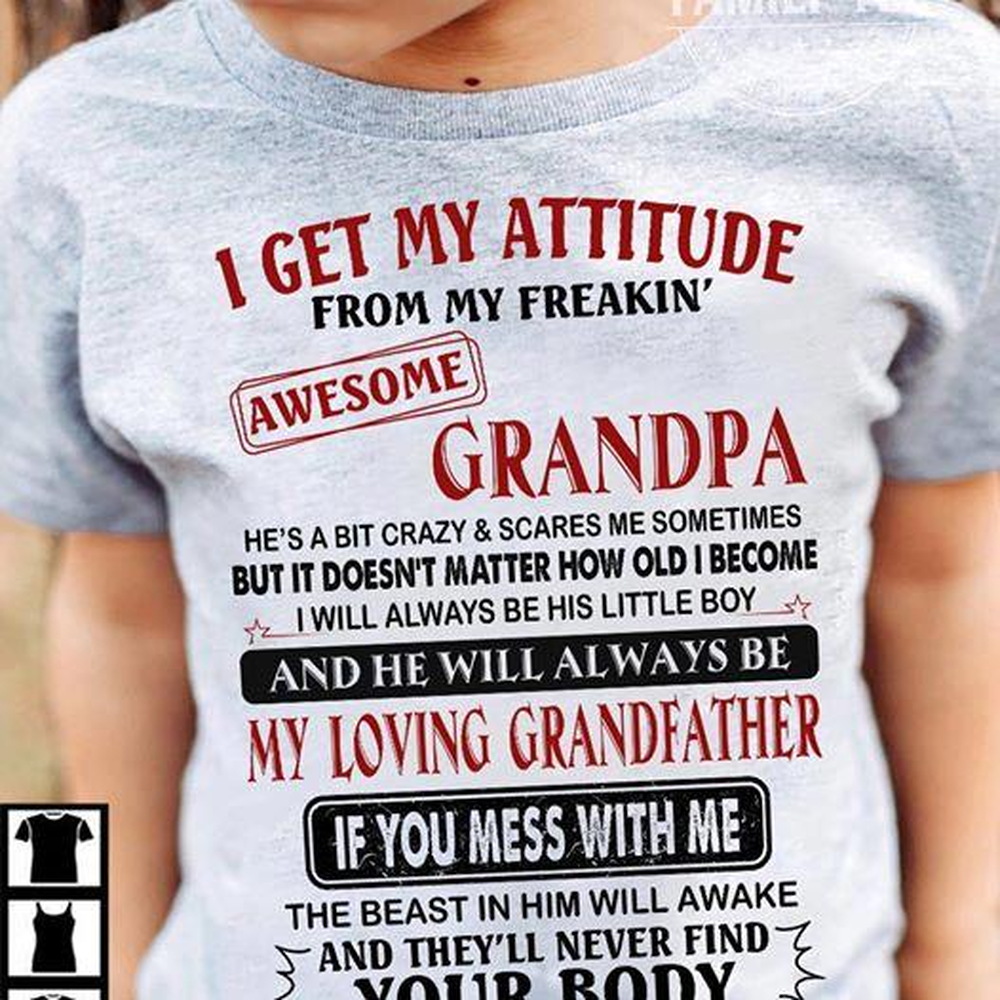 I GET MY ATTITUDE
FROM MY FREAKIN'
AWESOME
GRANDPA
HE'S A BIT CRAZY & SCARES ME SOMETIMES
BUT IT DOESN'T MATTER HOW OLD I BECOME
I WILL ALWAYS BE HIS LITTLE BOY
AND HE WILL ALWAYS BE
MY LOVING GRANDFATHER
IF YOU MESS WITH ME
THE BEAST IN HIM WILL AWAKE
AND THEY'LL NEVER FIND
YOUR BODY